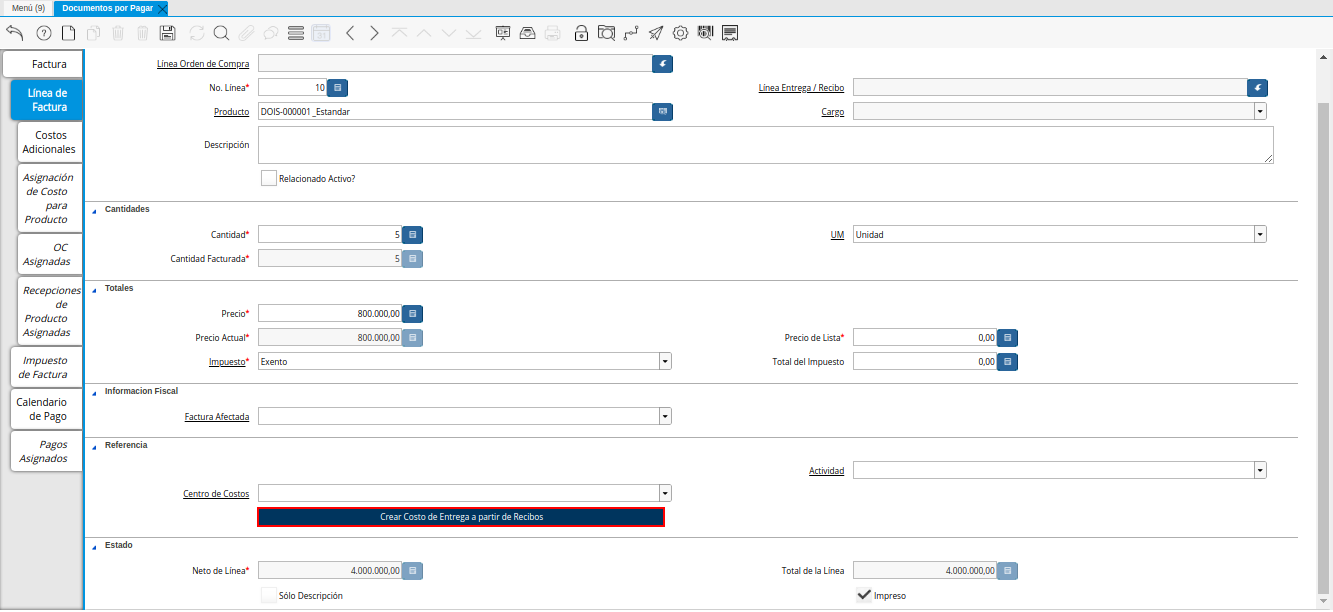 Menú (9)
Documentos por Pagar
Factura
Línea de
Factura
Costos
Adicionales
Asignación
de Costo
para
Producto
OC
Asignadas
Recepciones
de
Producto
Asignadas
Impuesto
de Factura
Calendario
de Pago
Pagos
Asignados
Línea Orden de Compra
No. Línea* 10
Línea Entrega / Recibo
Producto DOIS-000001_Estandar
Cargo
Descripción
Relacionado Activo?
Cantidades
Cantidad* 5
UM Unidad
Cantidad Facturada* 5
Totales
Precio* 800.000,00
Precio Actual* 800.000,00
Precio de Lista* 0,00
Impuesto* Exento
Total del Impuesto 0,00
Informacion Fiscal
Factura Afectada
Referencia
Actividad
Centro de Costos
Crear Costo de Entrega a partir de Recibos
Estado
Neto de Línea* 4.000.000,00
Total de la Línea 4.000.000,00
Sólo Descripción
Impreso